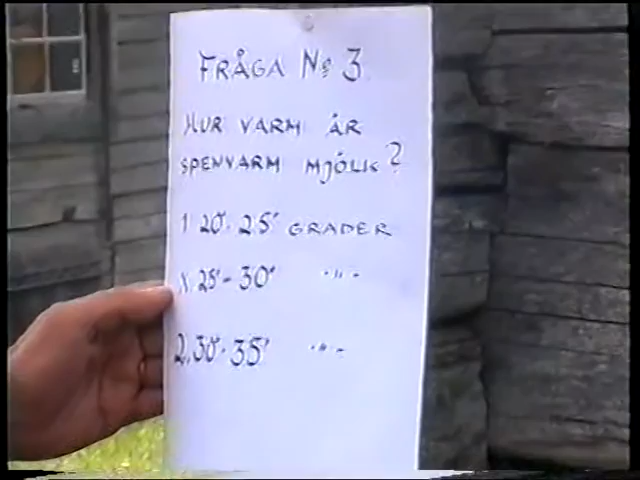 FRÅGA No 3
HUR VARM ÄR
SPENVARM MJÖLK?
1 20°-25° GRADER
X 25°-30° -"-
2. 30°-35° -"-